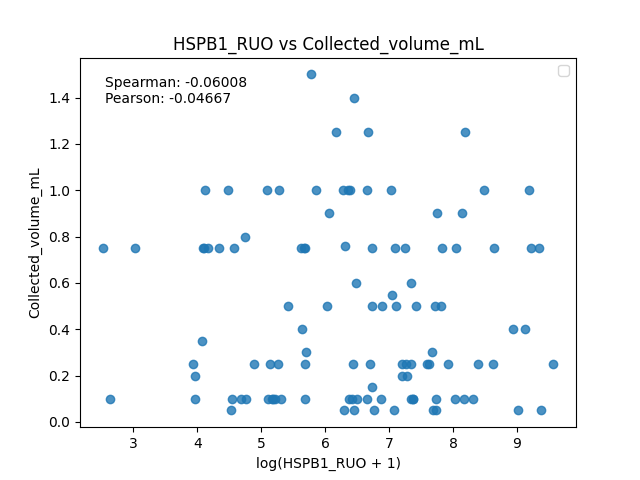 HSPB1_RUO vs Collected_volume_mL
Spearman: -0.06008
Pearson: -0.04667
Collected_volume_mL
1.4
1.2
1.0
0.8
0.6
0.4
0.2
0.0
3 4 5 6 7 8 9
log(HSPB1_RUO + 1)